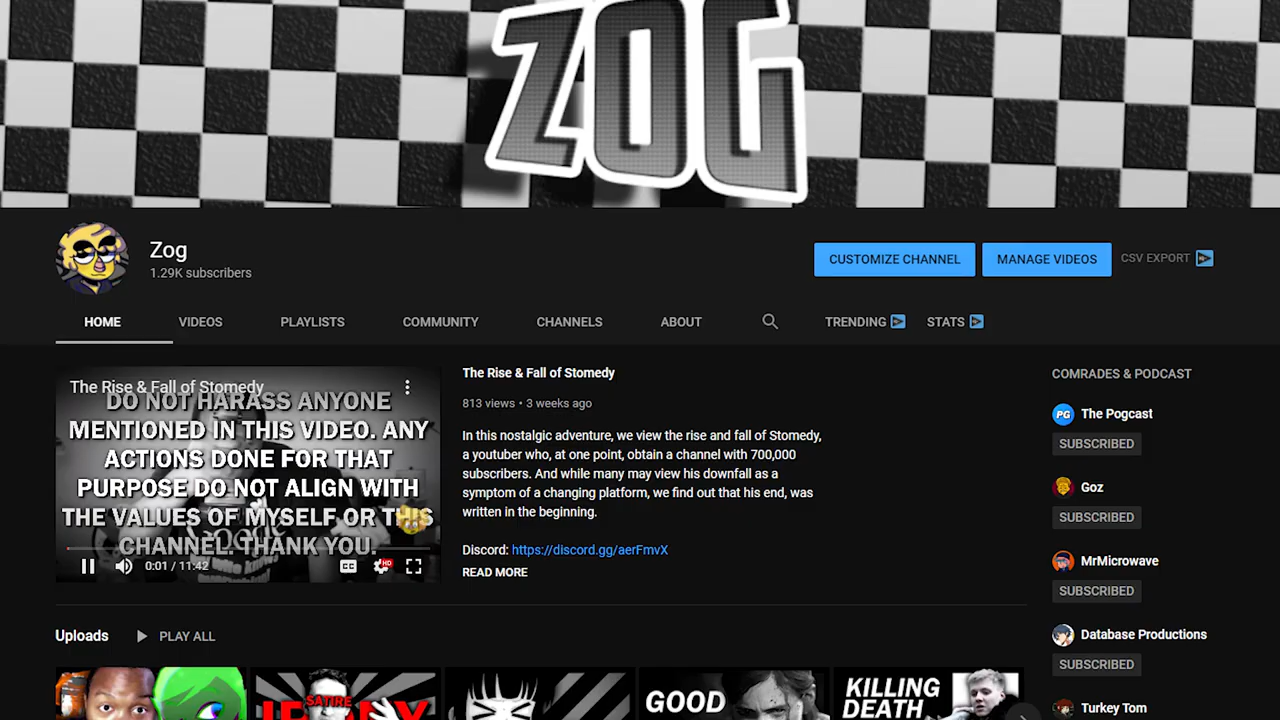 ZOG
Zog
1.29K subscribers
CUSTOMIZE CHANNEL
MANAGE VIDEOS
CSV EXPORT
HOME
VIDEOS
PLAYLISTS
COMMUNITY
CHANNELS
ABOUT
TRENDING
STATS
The Rise & Fall of Stomedy
DO NOT HARASS ANYONE
MENTIONED IN THIS VIDEO. ANY
ACTIONS DONE FOR THAT
PURPOSE DO NOT ALIGN WITH
THE VALUES OF MYSELF OR THIS
CHANNEL. THANK YOU.
0:01 / 11:42
CC
HD
The Rise & Fall of Stomedy
813 views • 3 weeks ago
In this nostalgic adventure, we view the rise and fall of Stomedy,
a youtuber who, at one point, obtain a channel with 700,000
subscribers. And while many may view his downfall as a
symptom of a changing platform, we find out that his end, was
written in the beginning.
Discord: https://discord.gg/aerFmvX
READ MORE
COMRADES & PODCAST
PG
The Pogcast
SUBSCRIBED
Goz
SUBSCRIBED
MrMicrowave
SUBSCRIBED
Database Productions
SUBSCRIBED
Turkey Tom
Uploads
PLAY ALL
SATIRE
GOOD
KILLING
DEATH